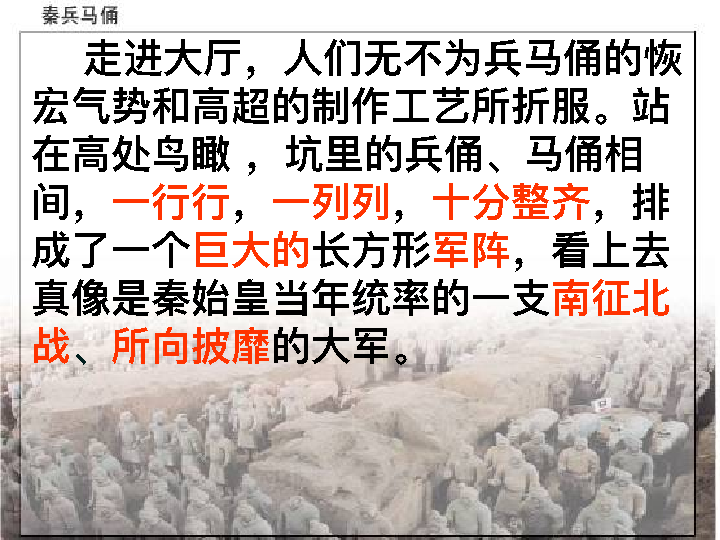 秦兵马俑
走进大厅，人们无不为兵马俑的恢
宏气势和高超的制作工艺所折服。站
在高处鸟瞰 ，坑里的兵俑、马俑相
间，一行行，一列列，十分整齐，排
成了一个巨大的长方形军阵，看上去
真像是秦始皇当年统率的一支南征北
战、所向披靡的大军。